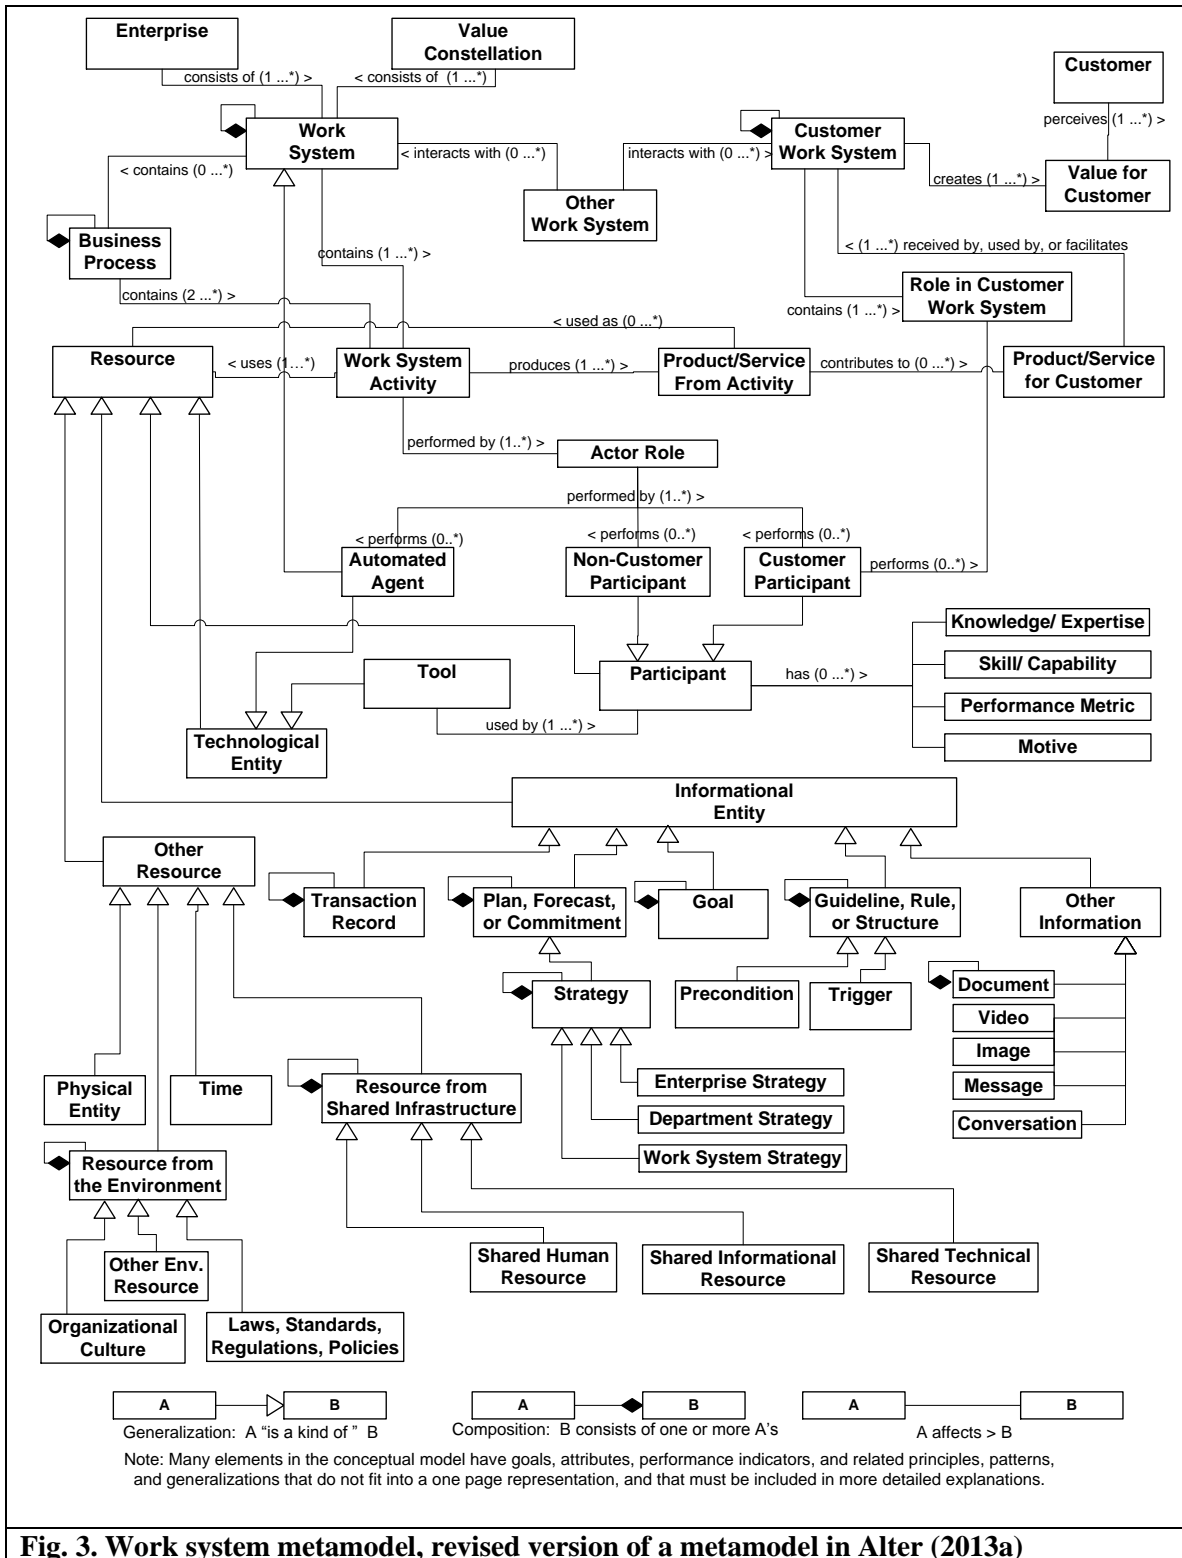 Enterprise
Value
Constellation
Customer
consists of (1 ...*) >
< consists of  (1 ...*)
perceives (1 ...*) >
Work
System
< interacts with (0 ...*)
interacts with (0 ...*) >
Customer
Work System
< contains (0 ...*)
creates (1 ...*) >
Value for
Customer
Other
Work System
Business
Process
contains (1 ...*) >
< (1 ...*) received by, used by, or facilitates
contains (2 ...*) >
contains (1 ...*) >
Role in Customer
Work System
< used as (0 ...*)
Resource
< uses (1...*)
Work System
Activity
produces (1 ...*) >
Product/Service
From Activity
contributes to (0 ...*) >
Product/Service
for Customer
performed by (1..*) >
Actor Role
performed by (1..*) >
< performs (0..*)
< performs (0..*)
< performs (0..*)
Automated
Agent
Non-Customer
Participant
Customer
Participant
performs (0..*) >
Knowledge/ Expertise
Tool
Participant
has (0 ...*) >
Skill/ Capability
Performance Metric
used by (1 ...*) >
Technological
Entity
Motive
Informational
Entity
Other
Resource
Transaction
Record
Plan, Forecast,
or Commitment
Goal
Guideline, Rule,
or Structure
Other
Information
Strategy
Precondition
Trigger
Document
Video
Image
Message
Conversation
Physical
Entity
Time
Resource from
Shared Infrastructure
Enterprise Strategy
Department Strategy
Work System Strategy
Resource from
the Environment
Other Env.
Resource
Shared Human
Resource
Shared Informational
Resource
Shared Technical
Resource
Organizational
Culture
Laws, Standards,
Regulations, Policies
A
B
A
B
A
B
Generalization:  A "is a kind of "  B
Composition:  B consists of one or more A's
A affects > B
Note: Many elements in the conceptual model have goals, attributes, performance indicators, and related principles, patterns,
and generalizations that do not fit into a one page representation, and that must be included in more detailed explanations.
Fig. 3. Work system metamodel, revised version of a metamodel in Alter (2013a)